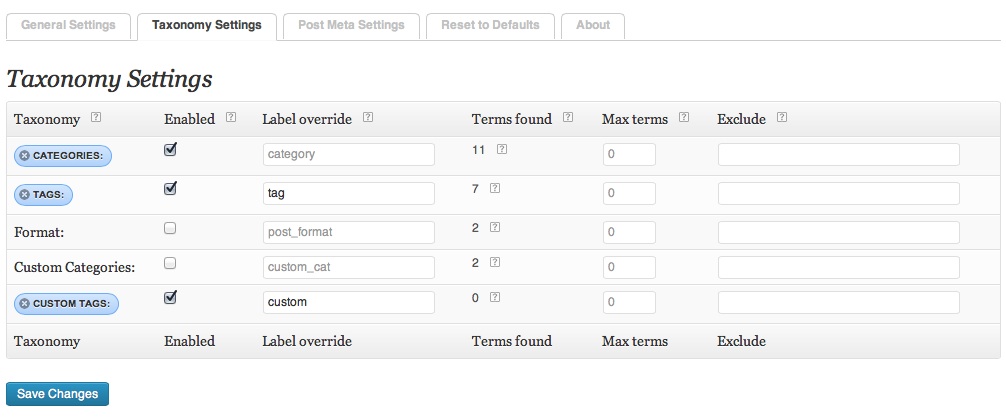 General Settings Taxonomy Settings Post Meta Settings Reset to Defaults About
Taxonomy Settings
Taxonomy ? Enabled ? Label override ? Terms found ? Max terms ? Exclude ?
CATEGORIES: category 11 ? 0
TAGS: tag 7 ? 0
Format: post_format 2 ? 0
Custom Categories: custom_cat 2 ? 0
CUSTOM TAGS: custom 0 ? 0
Taxonomy Enabled Label override Terms found Max terms Exclude
Save Changes